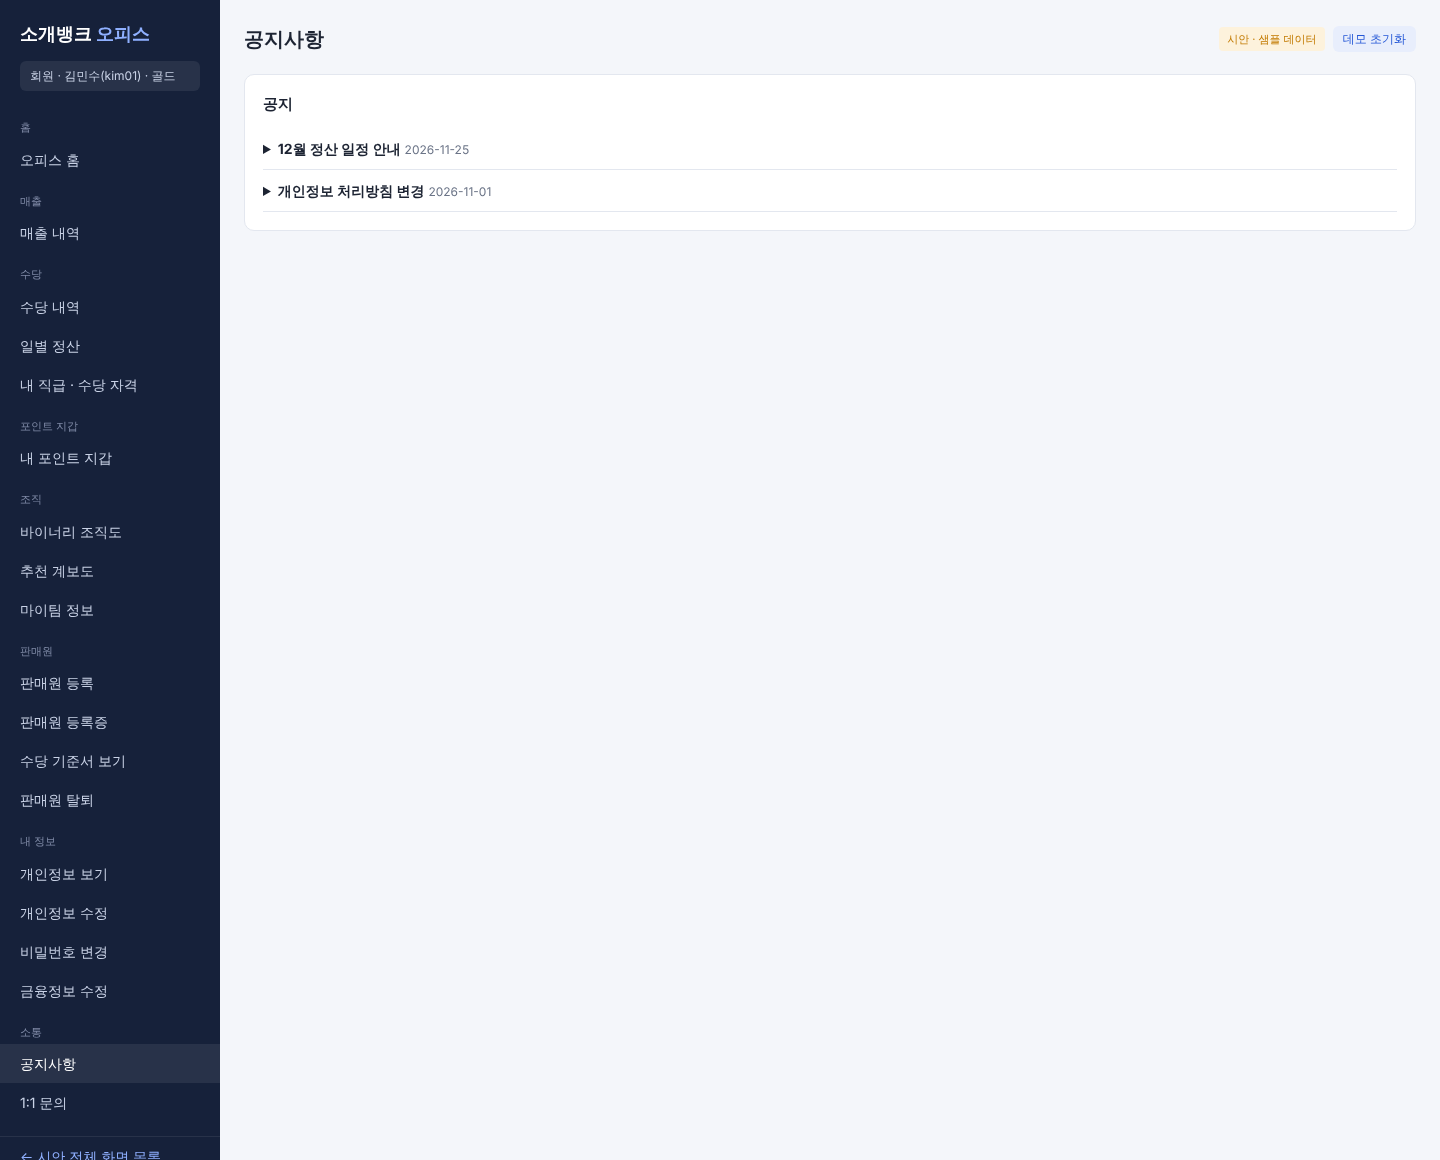 소개뱅크 오피스
회원 · 김민수(kim01) · 골드
홈
오피스 홈
매출
매출 내역
수당
수당 내역
일별 정산
내 직급 · 수당 자격
포인트 지갑
내 포인트 지갑
조직
바이너리 조직도
추천 계보도
마이팀 정보
판매원
판매원 등록
판매원 등록증
수당 기준서 보기
판매원 탈퇴
내 정보
개인정보 보기
개인정보 수정
비밀번호 변경
금융정보 수정
소통
공지사항
1:1 문의
← 시안 전체 화면 목록
공지사항
시안 · 샘플 데이터
데모 초기화
공지
▶ 12월 정산 일정 안내 2026-11-25
▶ 개인정보 처리방침 변경 2026-11-01